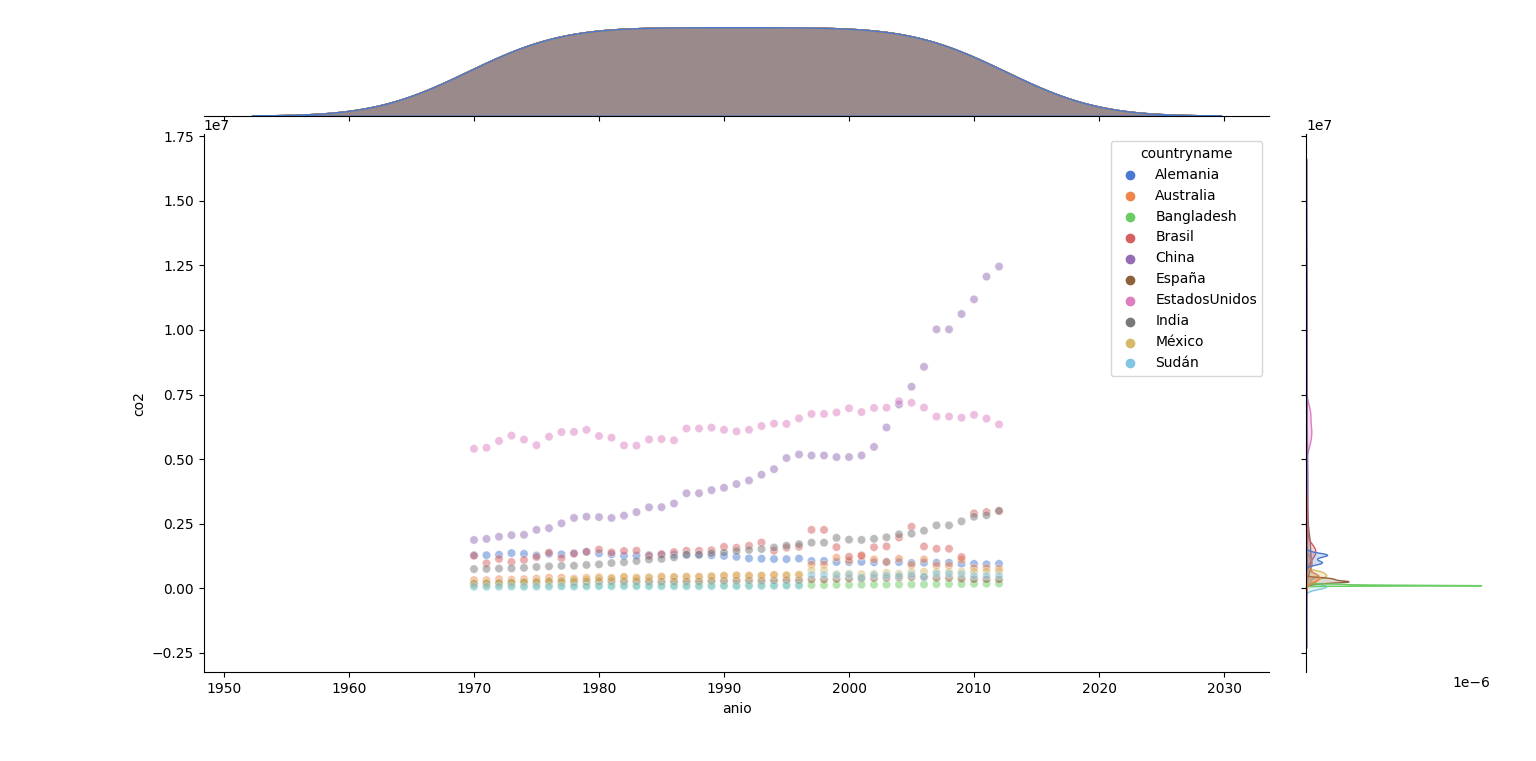 1e7
1e7
1.75
1.50
1.25
1.00
0.75
0.50
0.25
0.00
−0.25
co2
countryname
Alemania
Australia
Bangladesh
Brasil
China
España
EstadosUnidos
India
México
Sudán
1e−6
1950 1960 1970 1980 1990 2000 2010 2020 2030
anio